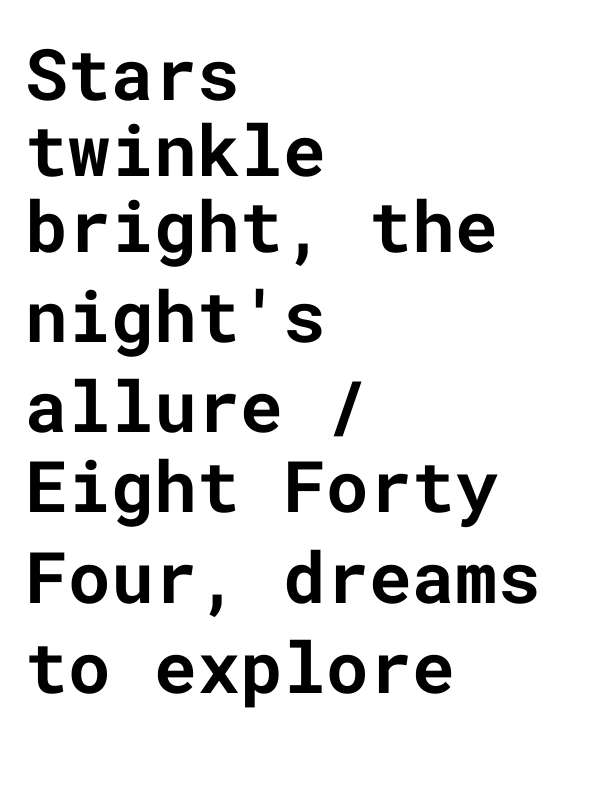 Stars
twinkle
bright, the
night's
allure /
Eight Forty
Four, dreams
to explore